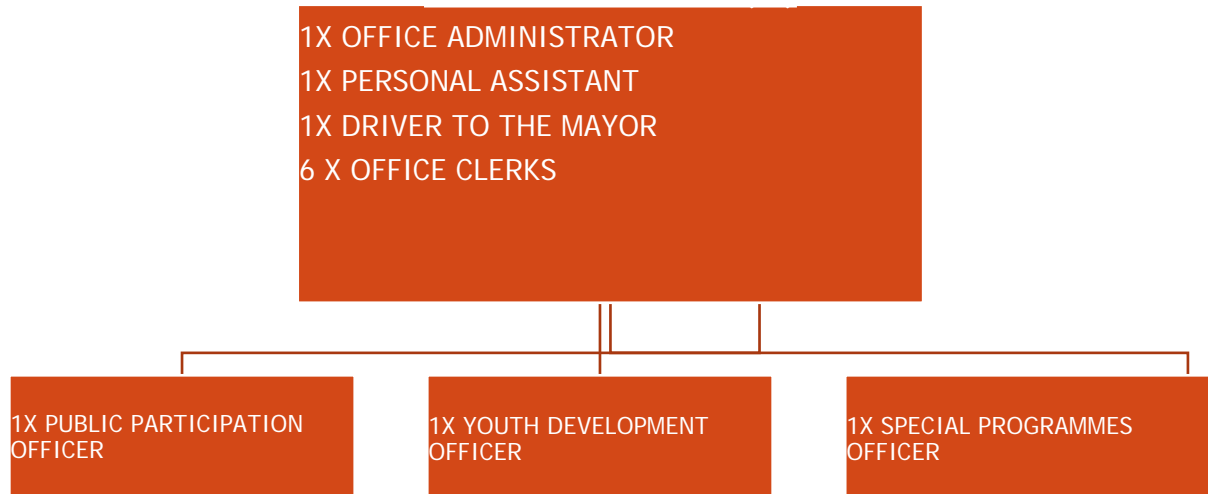 1X OFFICE ADMINISTRATOR
1X PERSONAL ASSISTANT
1X DRIVER TO THE MAYOR
6 X OFFICE CLERKS
1X PUBLIC PARTICIPATION
OFFICER
1X YOUTH DEVELOPMENT
OFFICER
1X SPECIAL PROGRAMMES
OFFICER